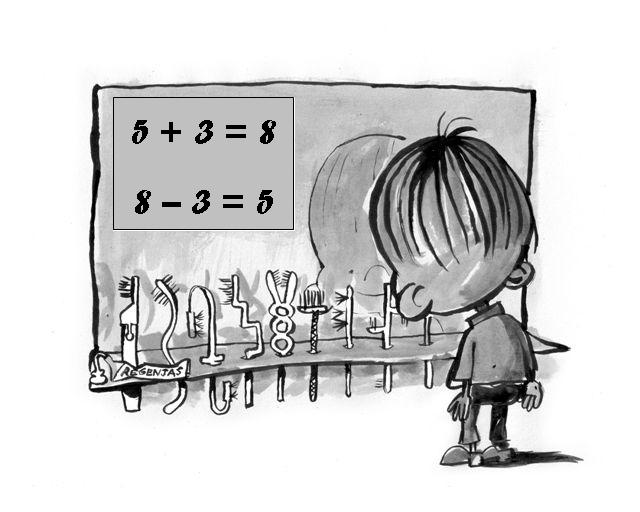 5 + 3 = 8
8 – 3 = 5
REGENJAS